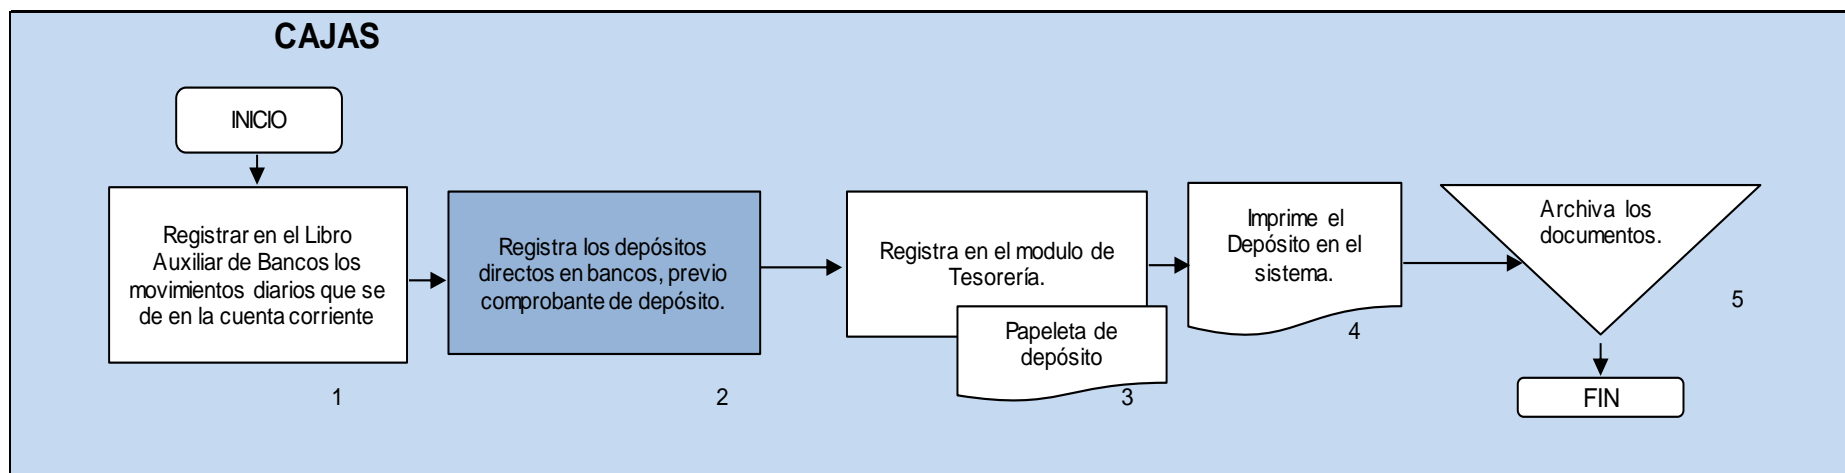 CAJAS
INICIO
Registrar en el Libro
Auxiliar de Bancos los
movimientos diarios que se
de en la cuenta corriente
1
Registra los depósitos
directos en bancos, previo
comprobante de depósito.
2
Registra en el modulo de
Tesorería.
Papeleta de
depósito
3
Imprime el
Depósito en el
sistema.
4
Archiva los
documentos.
5
FIN